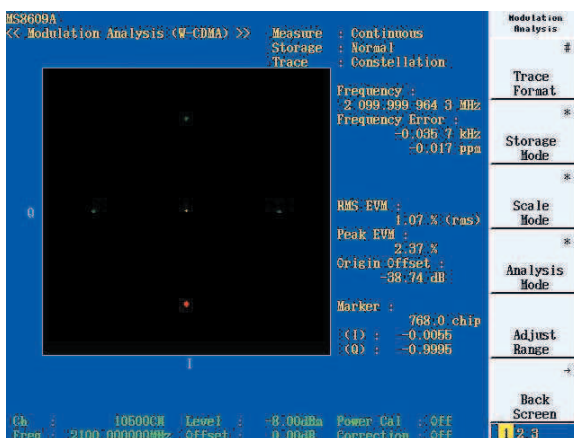 MS8609A
<< Modulation Analysis (W-CDMA) >>
Measure : Continuous
Storage : Normal
Trace : Constellation
Frequency :
2 099.999 964 3 MHz
Frequency Error :
-0.035 7 kHz
-0.017 ppm
RMS EVM :
1.07 % (rms)
Peak EVM :
2.37 %
Origin Offset :
-38.74 dB
Marker :
768.0 chip
(I) : -0.0055
(Q) : -0.9995
Q
I
Ch : 10500CH Level : -8.00dBm Power Cal : Off
Freq : 2100.000000MHz Offset : 0.00dB Correction : Off
Modulation
Analysis
#
Trace
Format
*
Storage
Mode
*
Scale
Mode
*
Analysis
Mode
Adjust
Range
→
Back
Screen
1 2 3